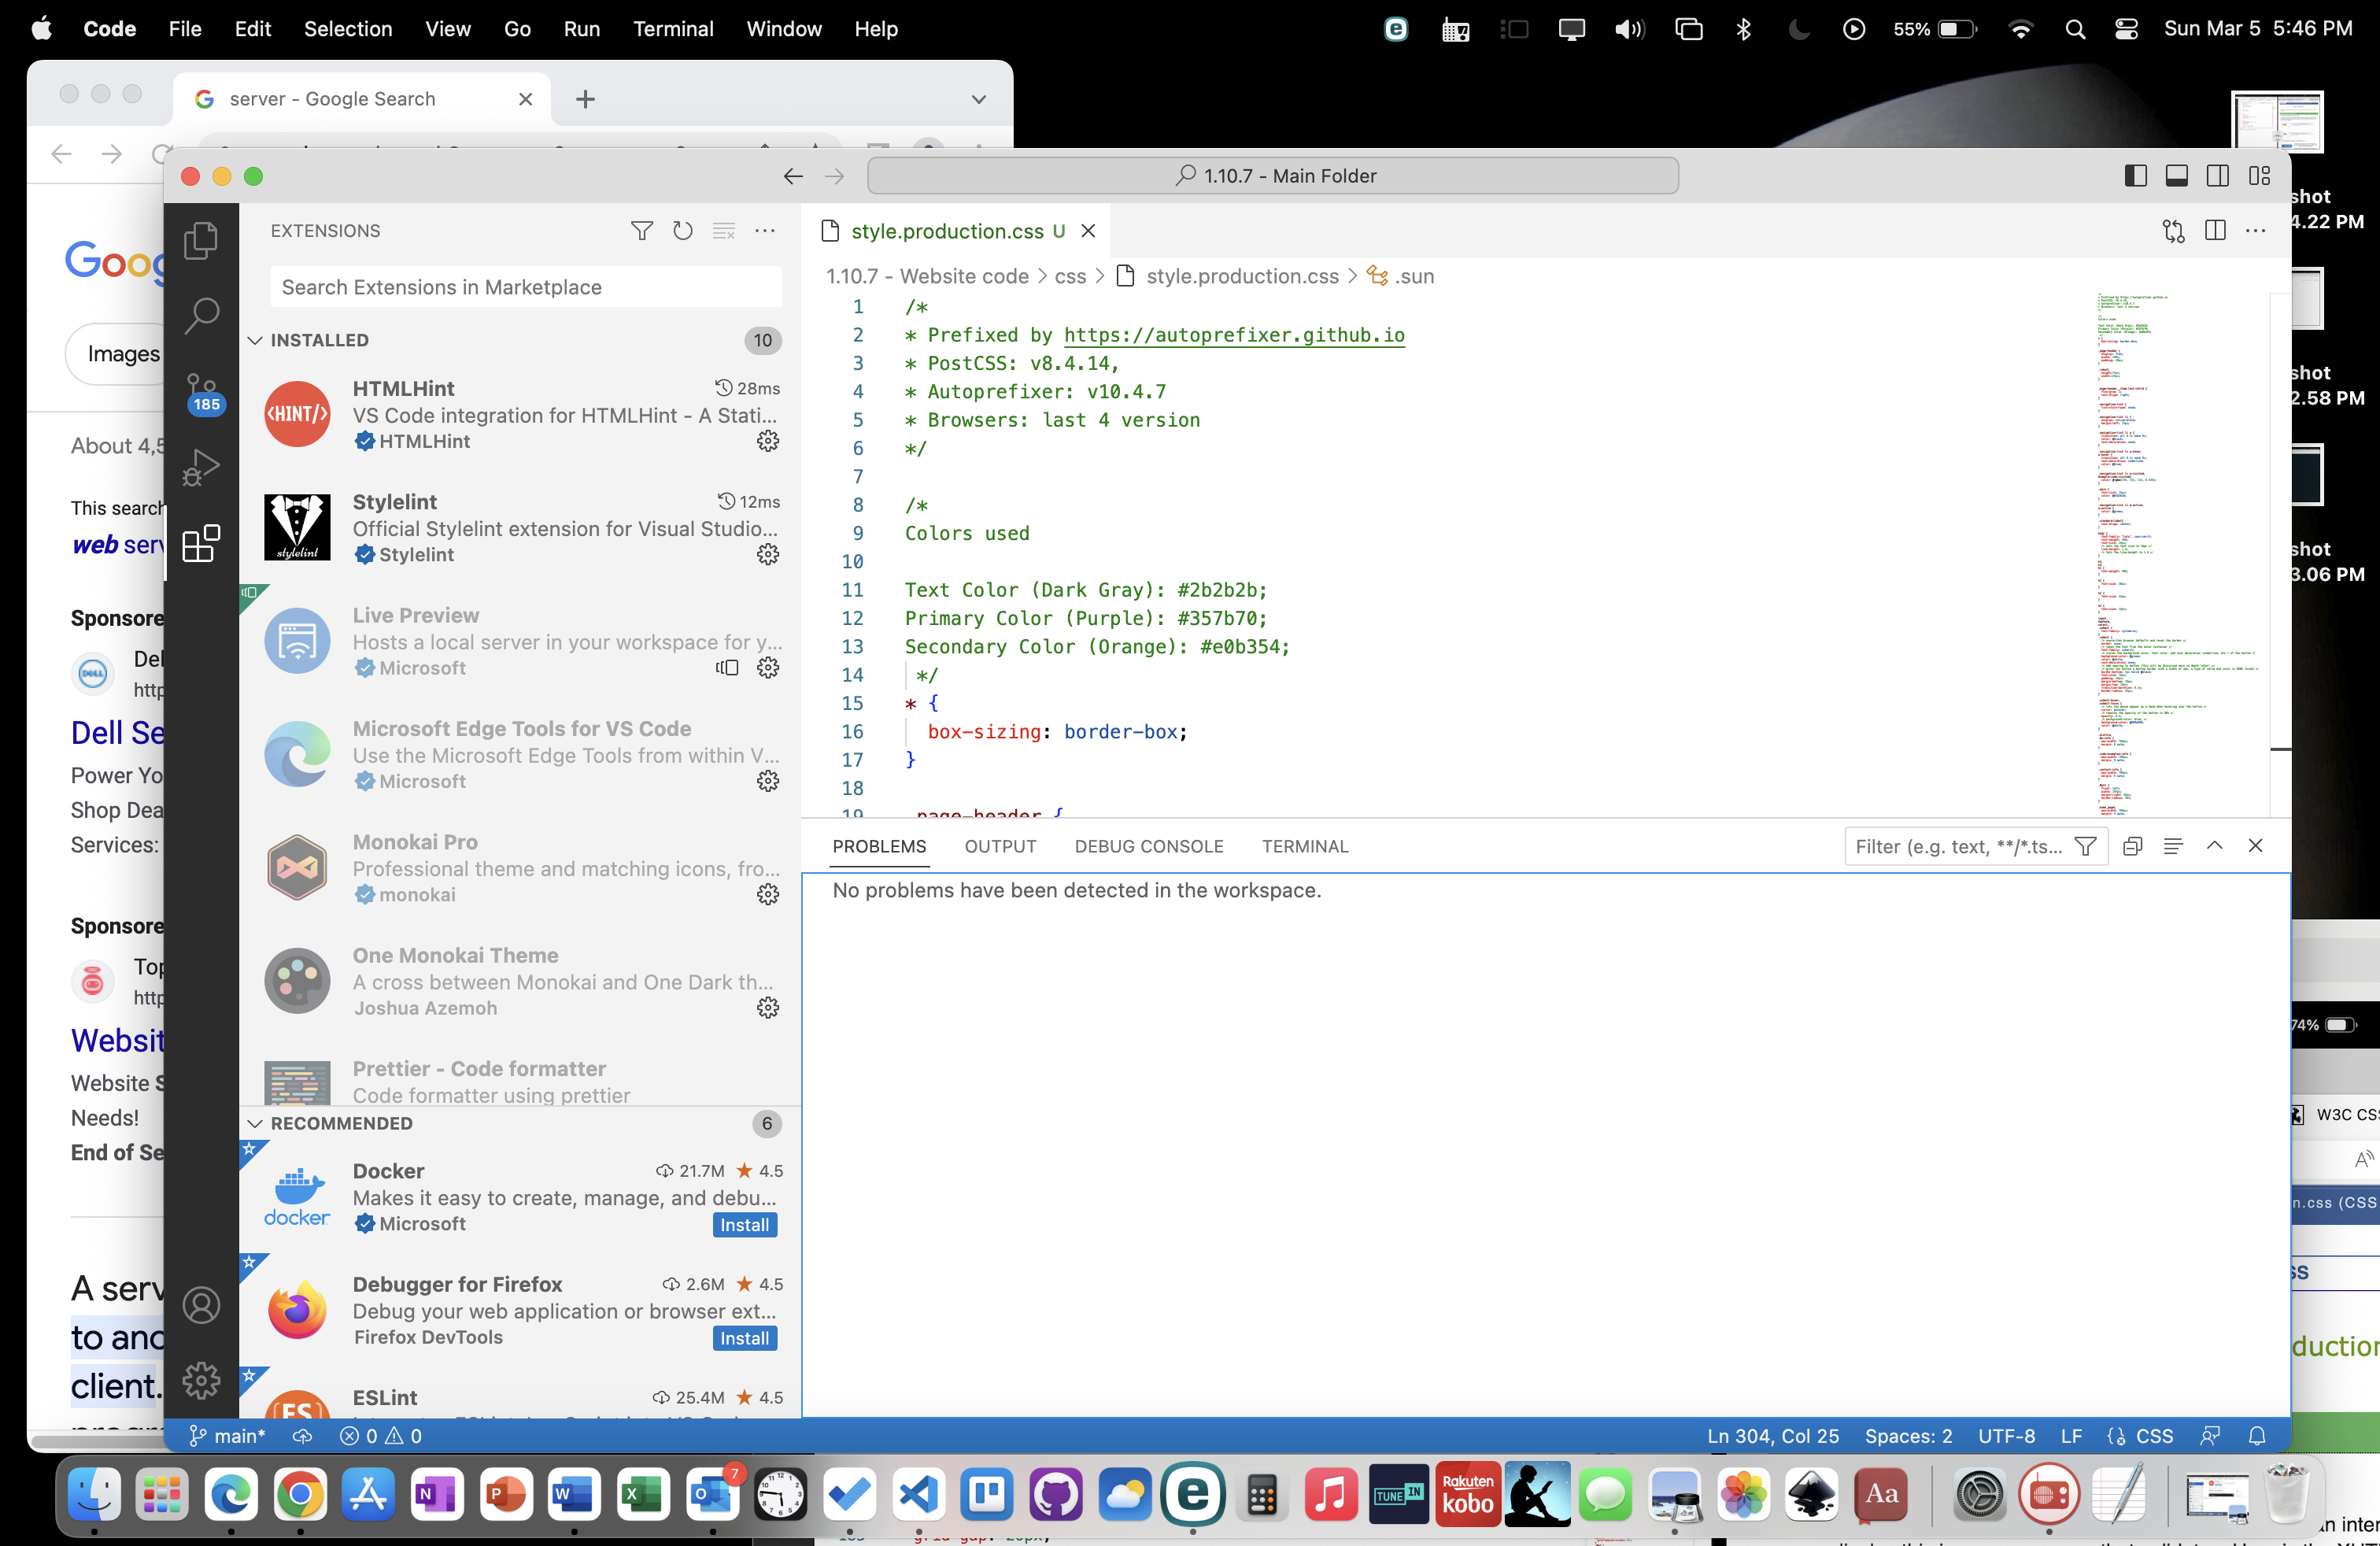 Code File Edit Selection View Go Run Terminal Window Help
55% Sun Mar 5 5:46 PM
server - Google Search
1.10.7 - Main Folder
shot
4.22 PM
shot
2.58 PM
shot
3.06 PM
Images
About 4,5
This search
web serv
Sponsore
Del
http
Dell Se
Power Yo
Shop Dea
Services:
Sponsore
Top
http
Websit
Website S
Needs!
End of Se
A serv
to and
client.
185
EXTENSIONS
Search Extensions in Marketplace
INSTALLED 10
<HINT/>
HTMLHint 28ms
VS Code integration for HTMLHint - A Stati...
HTMLHint
stylelint
Stylelint 12ms
Official Stylelint extension for Visual Studio...
Stylelint
Live Preview
Hosts a local server in your workspace for y...
Microsoft
Microsoft Edge Tools for VS Code
Use the Microsoft Edge Tools from within V...
Microsoft
Monokai Pro
Professional theme and matching icons, fro...
monokai
One Monokai Theme
A cross between Monokai and One Dark th...
Joshua Azemoh
Prettier - Code formatter
Code formatter using prettier
RECOMMENDED 6
docker
Docker 21.7M 4.5
Makes it easy to create, manage, and debu...
Microsoft Install
Debugger for Firefox 2.6M 4.5
Debug your web application or browser ext...
Firefox DevTools Install
ESLint 25.4M 4.5
style.production.css U
1.10.7 - Website code > css > style.production.css > .sun
1 /*
2 * Prefixed by https://autoprefixer.github.io
3 * PostCSS: v8.4.14,
4 * Autoprefixer: v10.4.7
5 * Browsers: last 4 version
6 */
7
8 /*
9 Colors used
10
11 Text Color (Dark Gray): #2b2b2b;
12 Primary Color (Purple): #357b70;
13 Secondary Color (Orange): #e0b354;
14 */
15 * {
16 box-sizing: border-box;
17 }
18
19 .page-header {
PROBLEMS OUTPUT DEBUG CONSOLE TERMINAL
Filter (e.g. text, **/*.ts...
No problems have been detected in the workspace.
74%
W3C CS
n.css (CSS
SS
duction
main* 0 0
Ln 304, Col 25 Spaces: 2 UTF-8 LF CSS
7
TUNE IN
Rakuten
kobo
Aa
grid-gap: 20px;
n inter